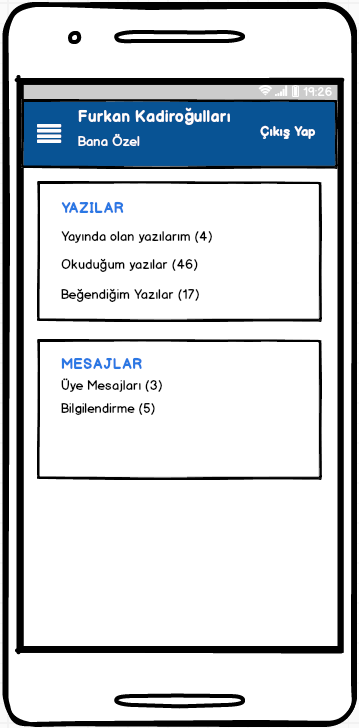 19:26
Furkan Kadiroğulları
Bana Özel
Çıkış Yap
YAZILAR
Yayında olan yazılarım (4)
Okuduğum yazılar (46)
Beğendiğim Yazılar (17)
MESAJLAR
Üye Mesajları (3)
Bilgilendirme (5)